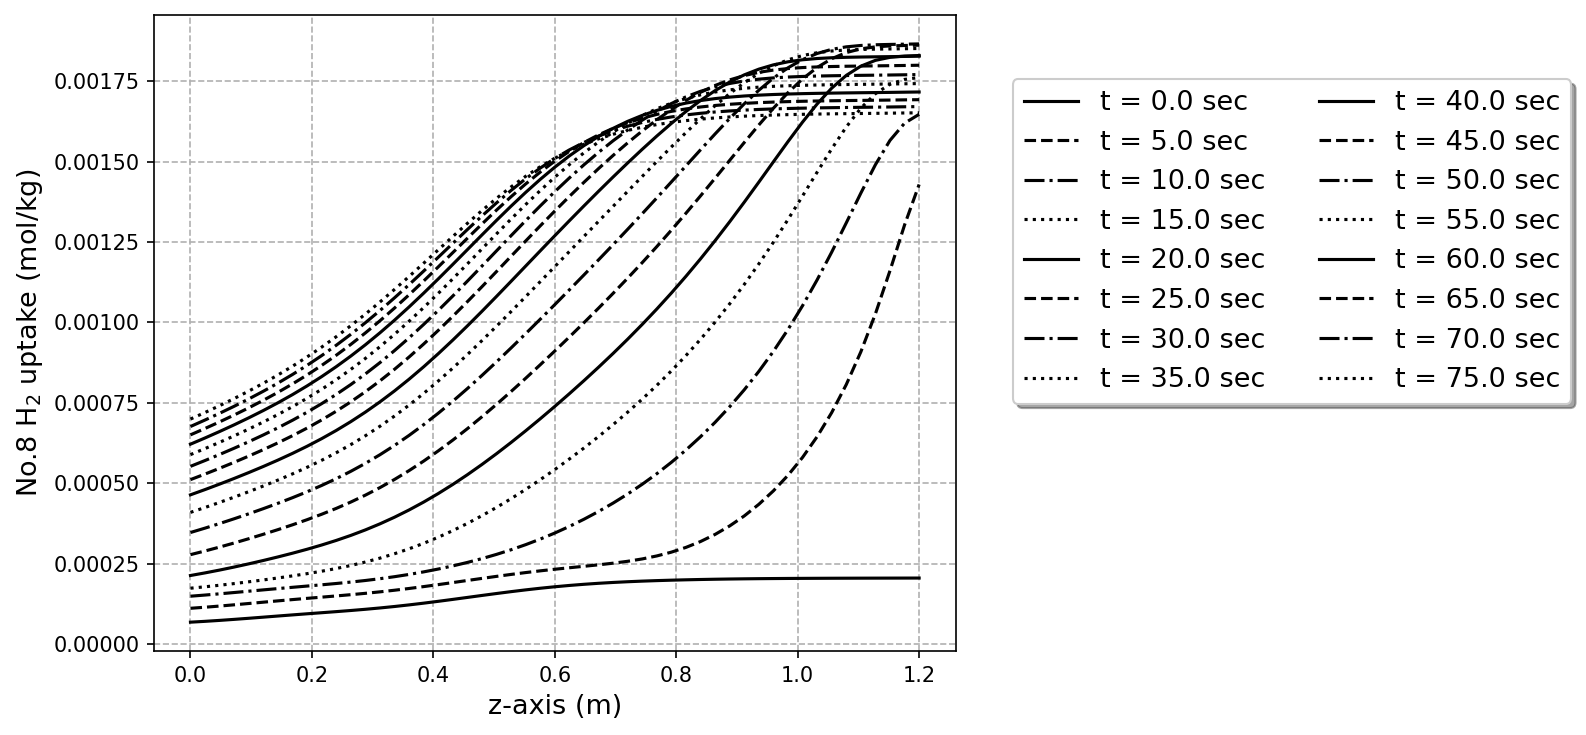 0.00175
0.00150
0.00125
0.00100
0.00075
0.00050
0.00025
0.00000
No.8 H₂ uptake (mol/kg)
0.0 0.2 0.4 0.6 0.8 1.0 1.2
z-axis (m)
t = 0.0 sec t = 40.0 sec
t = 5.0 sec t = 45.0 sec
t = 10.0 sec t = 50.0 sec
t = 15.0 sec t = 55.0 sec
t = 20.0 sec t = 60.0 sec
t = 25.0 sec t = 65.0 sec
t = 30.0 sec t = 70.0 sec
t = 35.0 sec t = 75.0 sec